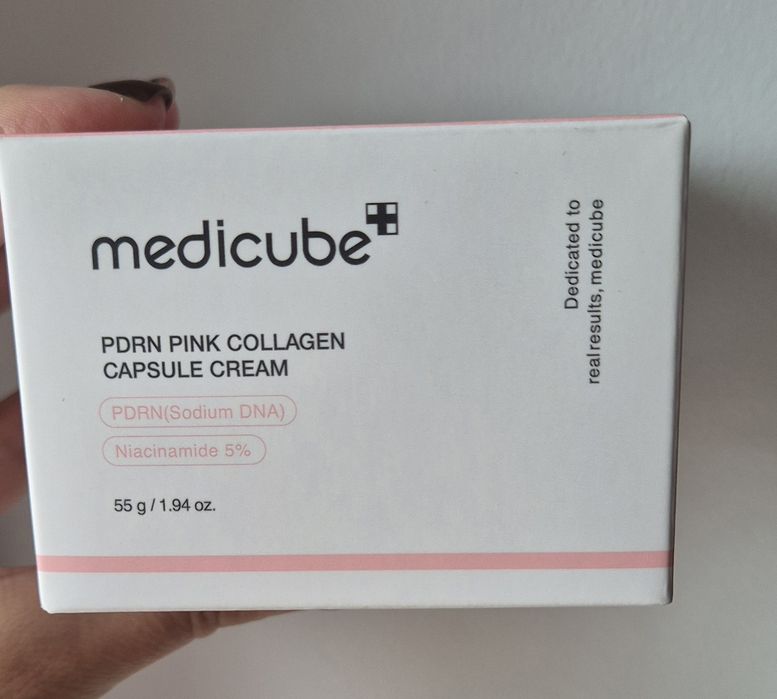 medicube
PDRN PINK COLLAGEN
CAPSULE CREAM
PDRN(Sodium DNA)
Niacinamide 5%
55 g / 1.94 oz.
Dedicated to
real results, medicube